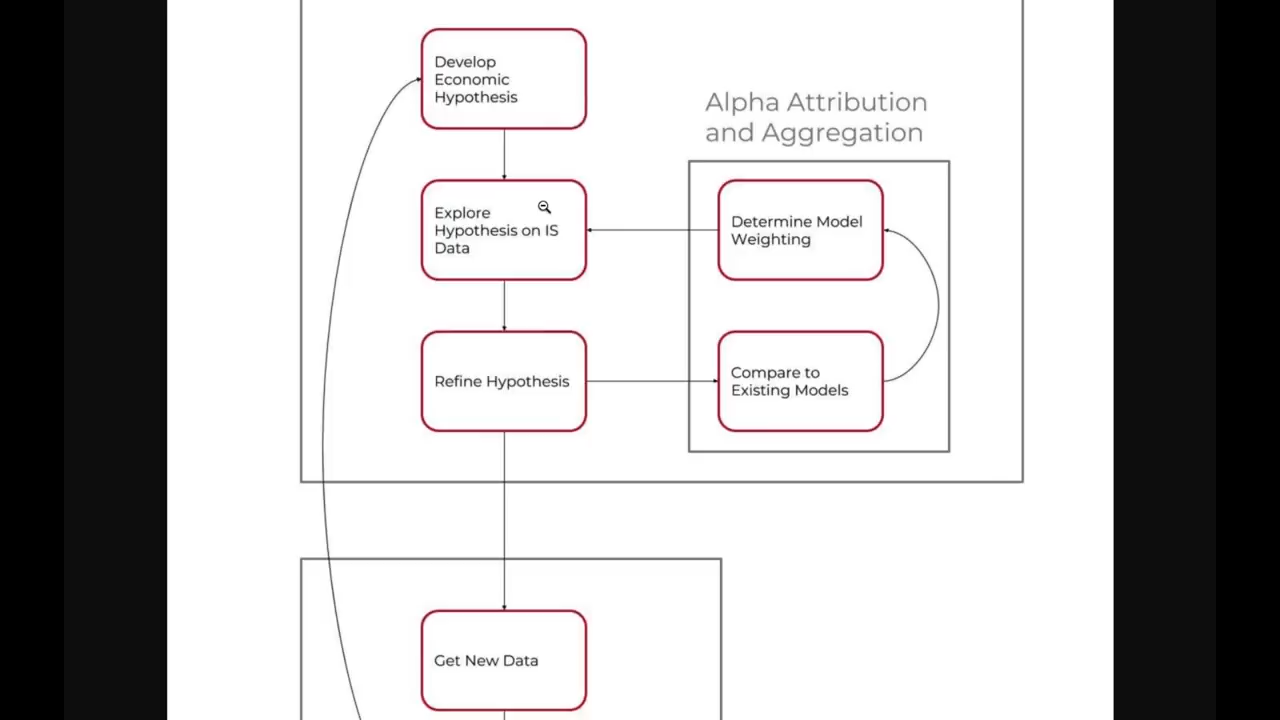 Develop
Economic
Hypothesis
Alpha Attribution
and Aggregation
Explore
Hypothesis on IS
Data
Determine Model
Weighting
Refine Hypothesis
Compare to
Existing Models
Get New Data